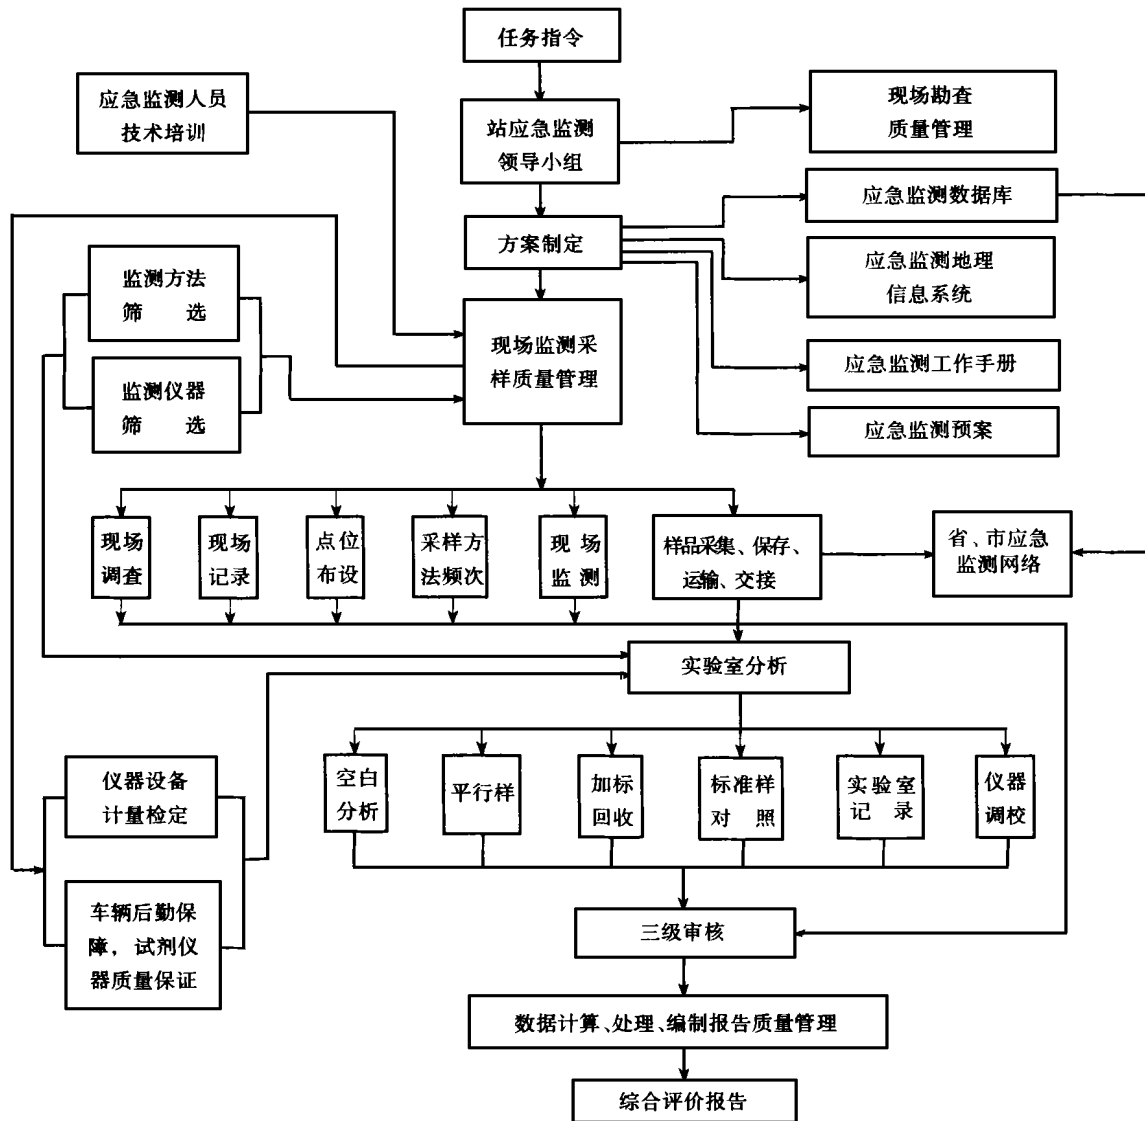 任务指令
应急监测人员
技术培训
站应急监测
领导小组
现场勘查
质量管理
应急监测数据库
方案制定
应急监测地理
信息系统
监测方法
筛 选
现场监测采
样质量管理
应急监测工作手册
监测仪器
筛 选
应急监测预案
现场
调查
现场
记录
点位
布设
采样方
法频次
现 场
监 测
样品采集、保存、
运输、交接
省、市应急
监测网络
实验室分析
仪器设备
计量检定
空白
分析
平行样
加标
回收
标准样
对 照
实验室
记 录
仪器
调校
车辆后勤保
障，试剂仪
器质量保证
三级审核
数据计算、处理、编制报告质量管理
综合评价报告